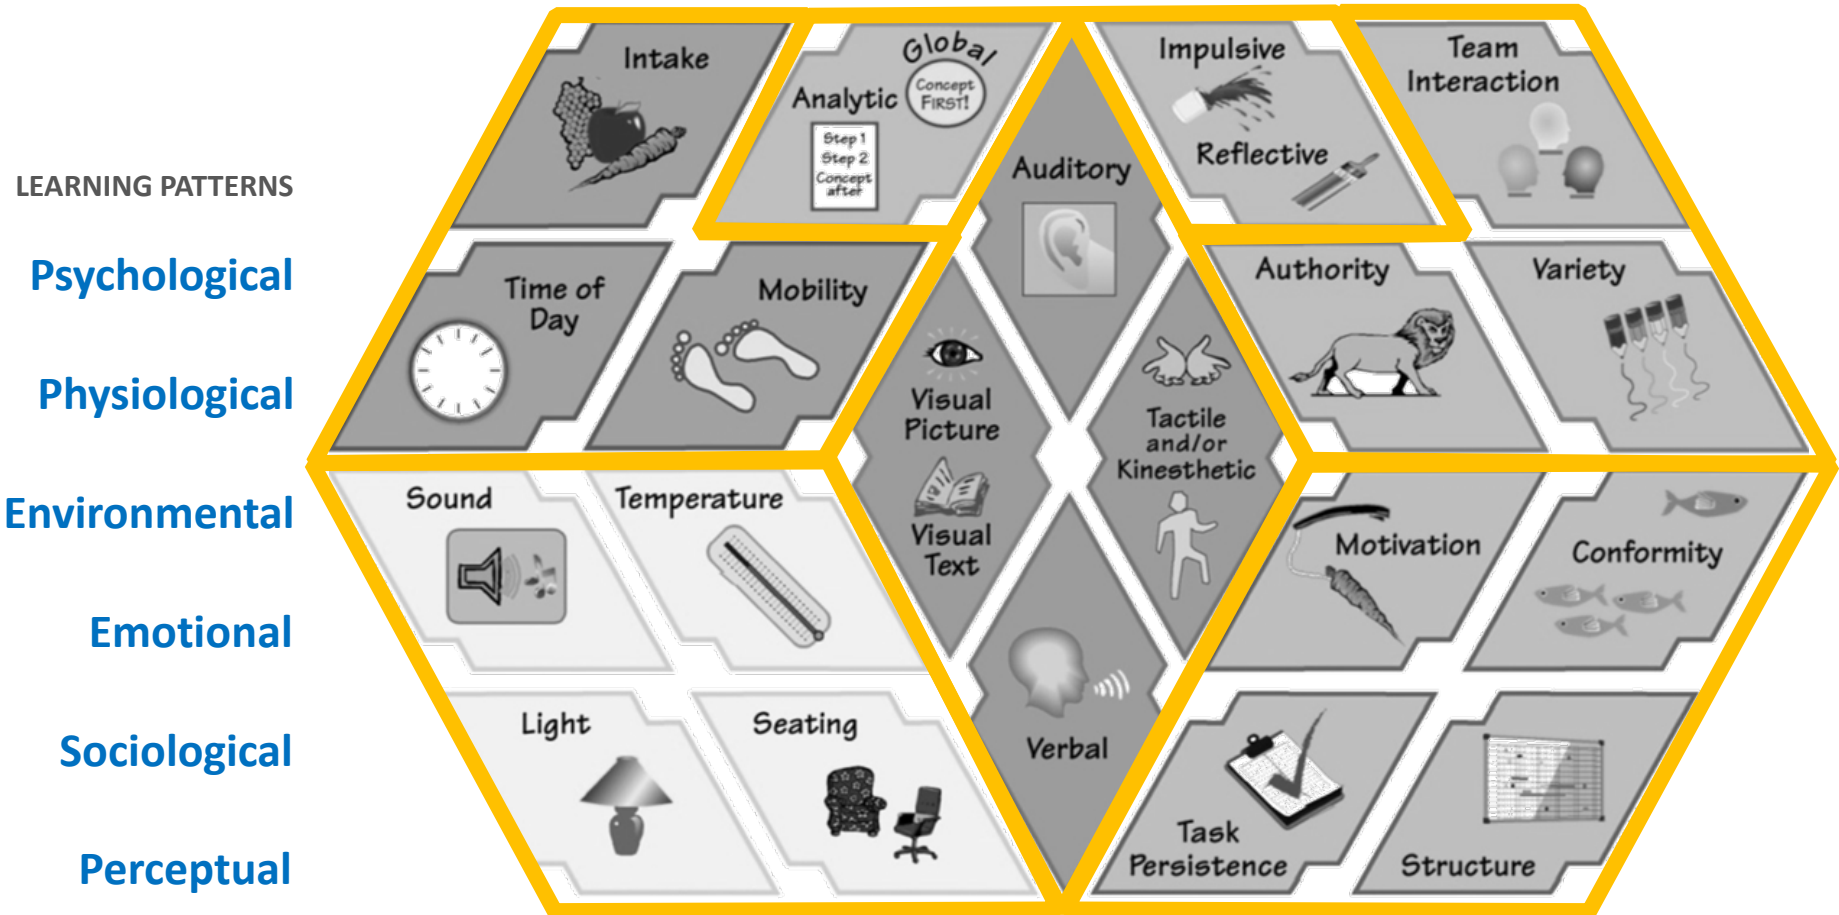 LEARNING PATTERNS
Psychological
Physiological
Environmental
Emotional
Sociological
Perceptual
Intake
Global
Concept
FIRST!
Analytic
Step 1
Step 2
Concept
after
Impulsive
Reflective
Team
Interaction
Auditory
Time of
Day
Mobility
Authority
Variety
Visual
Picture
Visual
Text
Tactile
and/or
Kinesthetic
Sound
Temperature
Motivation
Conformity
Light
Seating
Verbal
Task
Persistence
Structure